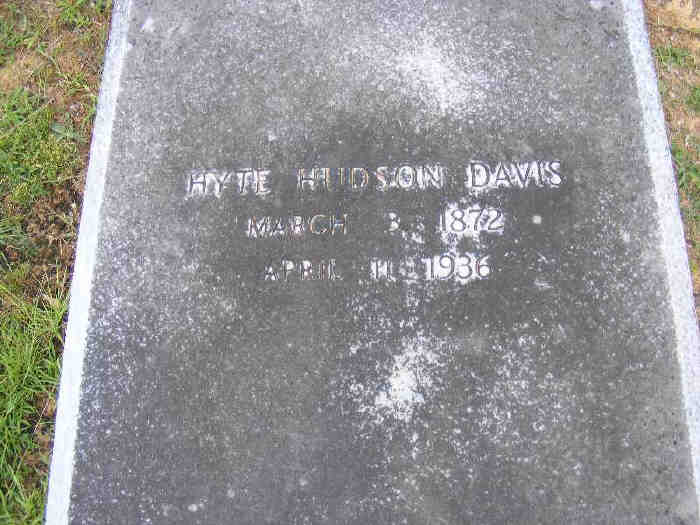 HYTE HUDSON DAVIS
MARCH 3, 1872
APRIL 11, 1936